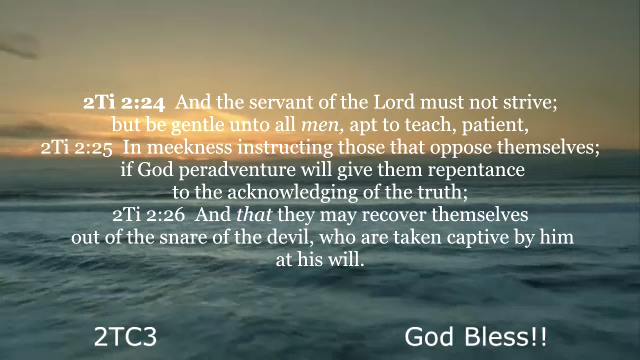 2Ti 2:24 And the servant of the Lord must not strive;
but be gentle unto all men, apt to teach, patient,
2Ti 2:25 In meekness instructing those that oppose themselves;
if God peradventure will give them repentance
to the acknowledging of the truth;
2Ti 2:26 And that they may recover themselves
out of the snare of the devil, who are taken captive by him
at his will.
2TC3 God Bless!!